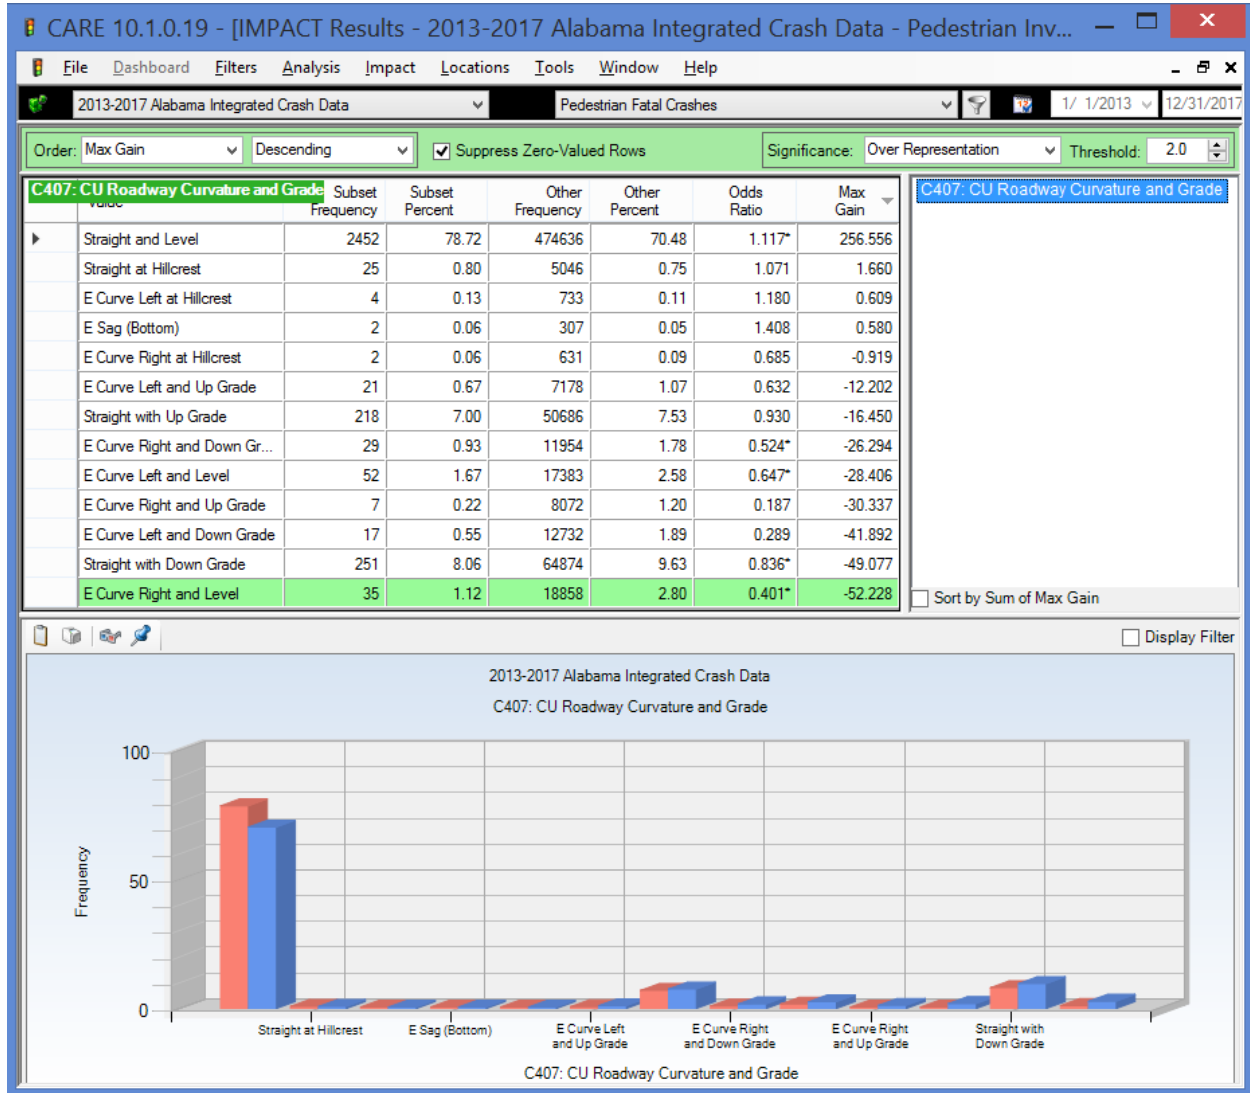 CARE 10.1.0.19 - [IMPACT Results - 2013-2017 Alabama Integrated Crash Data - Pedestrian Inv...
File Dashboard Filters Analysis Impact Locations Tools Window Help
2013-2017 Alabama Integrated Crash Data Pedestrian Fatal Crashes 12 1/ 1/2013 12/31/2017
Order: Max Gain Descending Suppress Zero-Valued Rows Significance: Over Representation Threshold: 2.0
C407: CU Roadway Curvature and Grade Subset Frequency Subset Percent Other Frequency Other Percent Odds Ratio Max Gain
Straight and Level 2452 78.72 474636 70.48 1.117* 256.556
Straight at Hillcrest 25 0.80 5046 0.75 1.071 1.660
E Curve Left at Hillcrest 4 0.13 733 0.11 1.180 0.609
E Sag (Bottom) 2 0.06 307 0.05 1.408 0.580
E Curve Right at Hillcrest 2 0.06 631 0.09 0.685 -0.919
E Curve Left and Up Grade 21 0.67 7178 1.07 0.632 -12.202
Straight with Up Grade 218 7.00 50686 7.53 0.930 -16.450
E Curve Right and Down Gr... 29 0.93 11954 1.78 0.524* -26.294
E Curve Left and Level 52 1.67 17383 2.58 0.647* -28.406
E Curve Right and Up Grade 7 0.22 8072 1.20 0.187 -30.337
E Curve Left and Down Grade 17 0.55 12732 1.89 0.289 -41.892
Straight with Down Grade 251 8.06 64874 9.63 0.836* -49.077
E Curve Right and Level 35 1.12 18858 2.80 0.401* -52.228
C407: CU Roadway Curvature and Grade
Sort by Sum of Max Gain
Display Filter
2013-2017 Alabama Integrated Crash Data
C407: CU Roadway Curvature and Grade
100
50
0
Frequency
Straight at Hillcrest
E Sag (Bottom)
E Curve Left
and Up Grade
E Curve Right
and Down Grade
E Curve Right
and Up Grade
Straight with
Down Grade
C407: CU Roadway Curvature and Grade